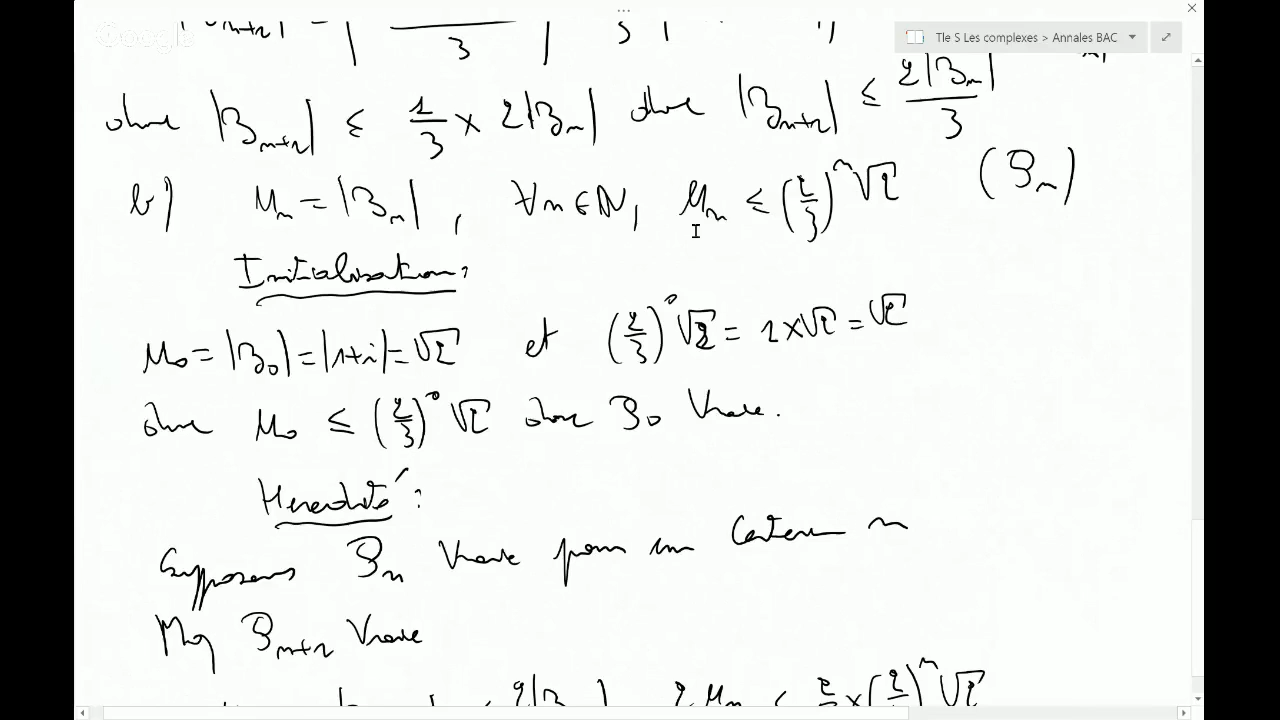 Google
Tle S Les complexes > Annales BAC
3
donc |z_{n+1}| ≤ 1/3 × 2|z_n| donc |z_{n+1}| ≤ 2|z_n|/3
b) u_n = |z_n|, ∀n∈ℕ, u_n ≤ (2/3)^n √2 (P_n)
Initialisation:
u_0 = |z_0| = |1+i| = √2 et (2/3)^0 √2 = 1×√2 = √2
donc u_0 ≤ (2/3)^0 √2 donc P_0 Vraie.
Hérédité:
Supposons P_n Vraie pour un certain n
Mq P_{n+1} Vraie